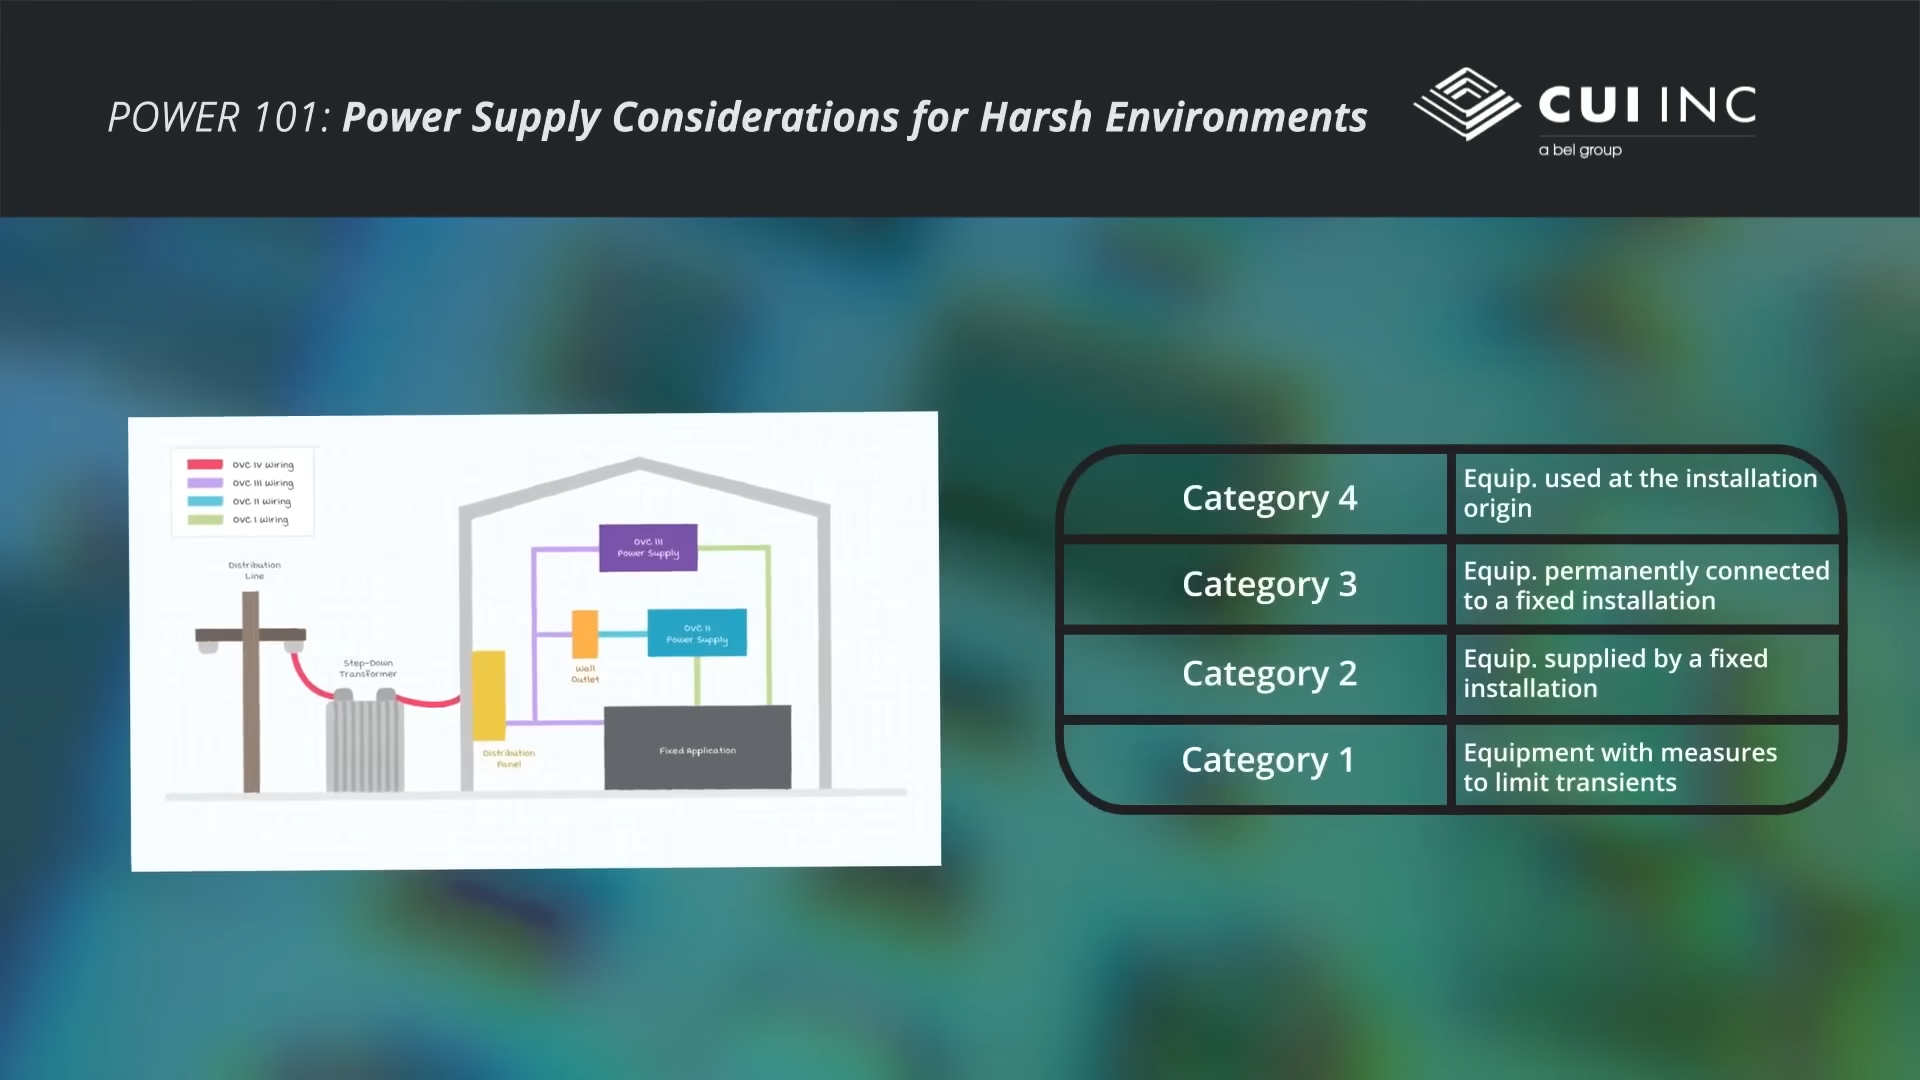 POWER 101: Power Supply Considerations for Harsh Environments
CUI INC
a bel group
OVC IV Wiring
OVC III Wiring
OVC II Wiring
OVC I Wiring
Distribution
Line
Step-Down
Transformer
OVC III
Power Supply
OVC II
Power Supply
Wall
Outlet
Distribution
Panel
Fixed Application
Category 4
Equip. used at the installation
origin
Category 3
Equip. permanently connected
to a fixed installation
Category 2
Equip. supplied by a fixed
installation
Category 1
Equipment with measures
to limit transients